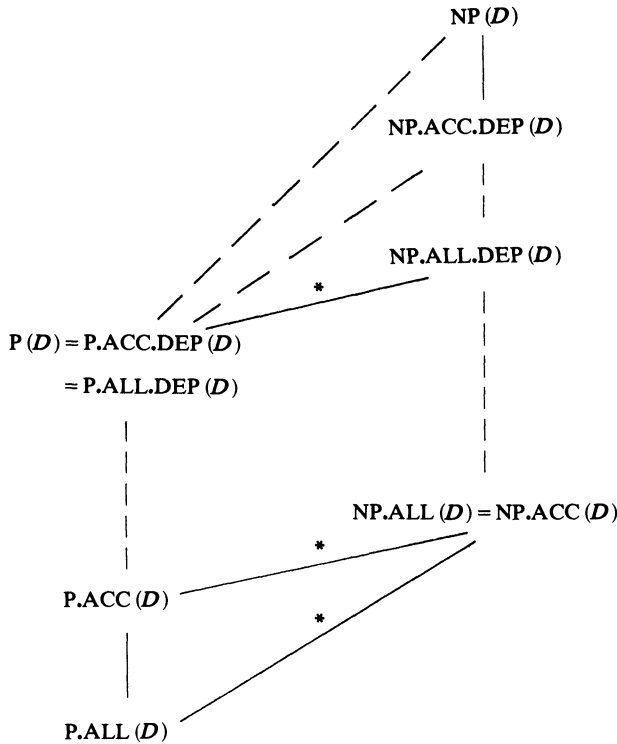 NP(D)
NP.ACC.DEP(D)
NP.ALL.DEP(D)
*
P(D) = P.ACC.DEP(D)
= P.ALL.DEP(D)
NP.ALL(D) = NP.ACC(D)
*
P.ACC(D)
*
P.ALL(D)